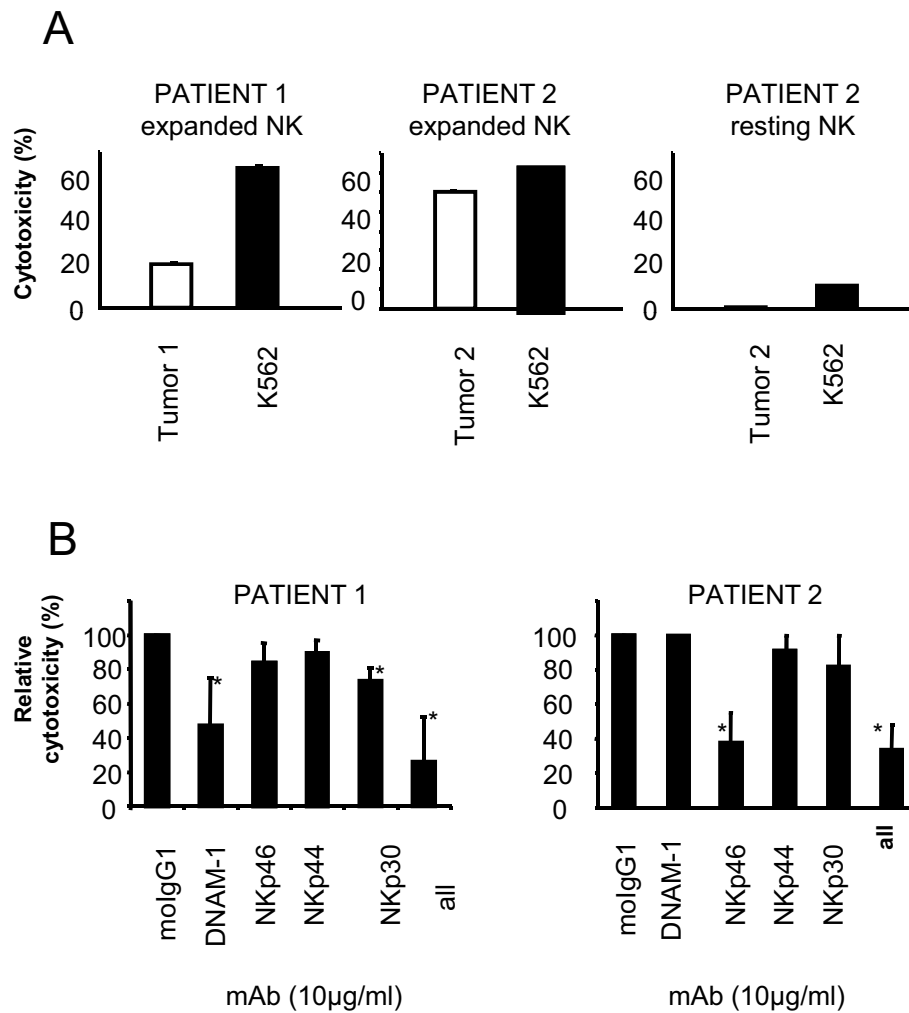 A
PATIENT 1
expanded NK
PATIENT 2
expanded NK
PATIENT 2
resting NK
Cytotoxicity (%)
60
40
20
0
Tumor 1
K562
60
40
20
0
Tumor 2
K562
60
40
20
0
Tumor 2
K562
B
PATIENT 1
Relative
cytotoxicity (%)
100
80
60
40
20
0
*
*
*
moIgG1
DNAM-1
NKp46
NKp44
NKp30
all
mAb (10µg/ml)
PATIENT 2
100
80
60
40
20
0
*
*
moIgG1
DNAM-1
NKp46
NKp44
NKp30
all
mAb (10µg/ml)